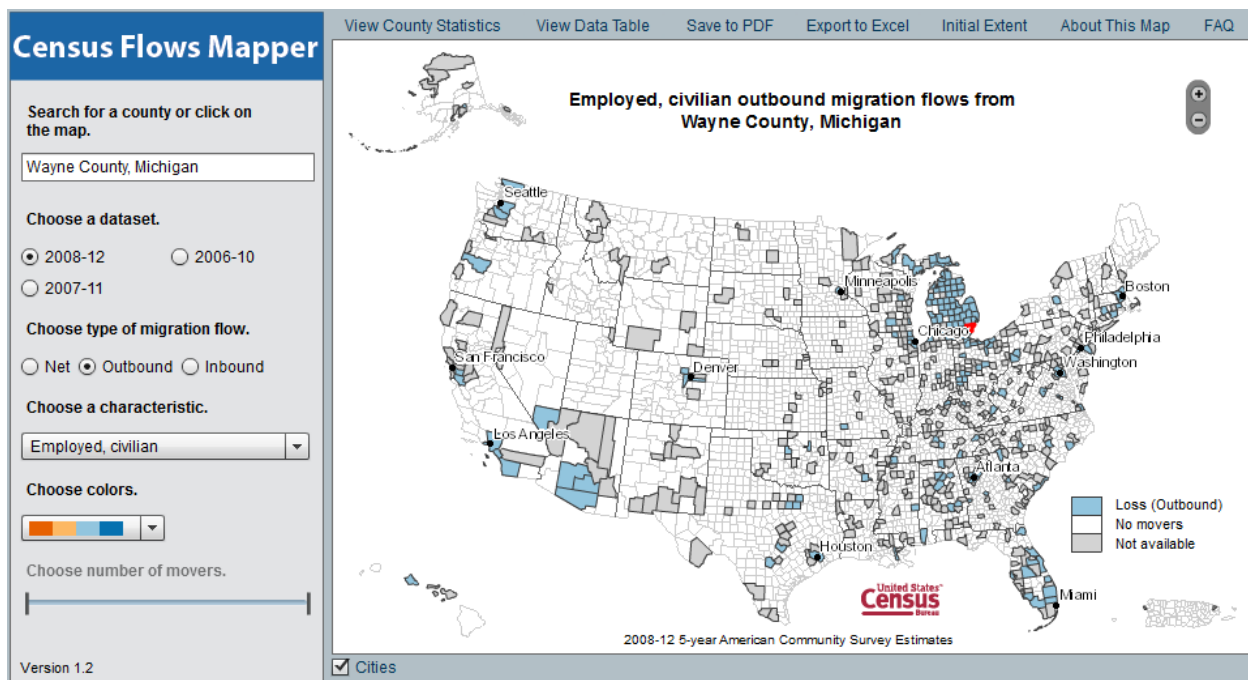 Census Flows Mapper
Search for a county or click on
the map.
Wayne County, Michigan
Choose a dataset.
2008-12
2006-10
2007-11
Choose type of migration flow.
Net
Outbound
Inbound
Choose a characteristic.
Employed, civilian
Choose colors.
Choose number of movers.
Version 1.2
View County Statistics
View Data Table
Save to PDF
Export to Excel
Initial Extent
About This Map
FAQ
Employed, civilian outbound migration flows from
Wayne County, Michigan
Seattle
Minneapolis
Boston
Chicago
Philadelphia
San Francisco
Denver
Washington
Los Angeles
Atlanta
Houston
Miami
Loss (Outbound)
No movers
Not available
United States
Census
Bureau
2008-12 5-year American Community Survey Estimates
Cities